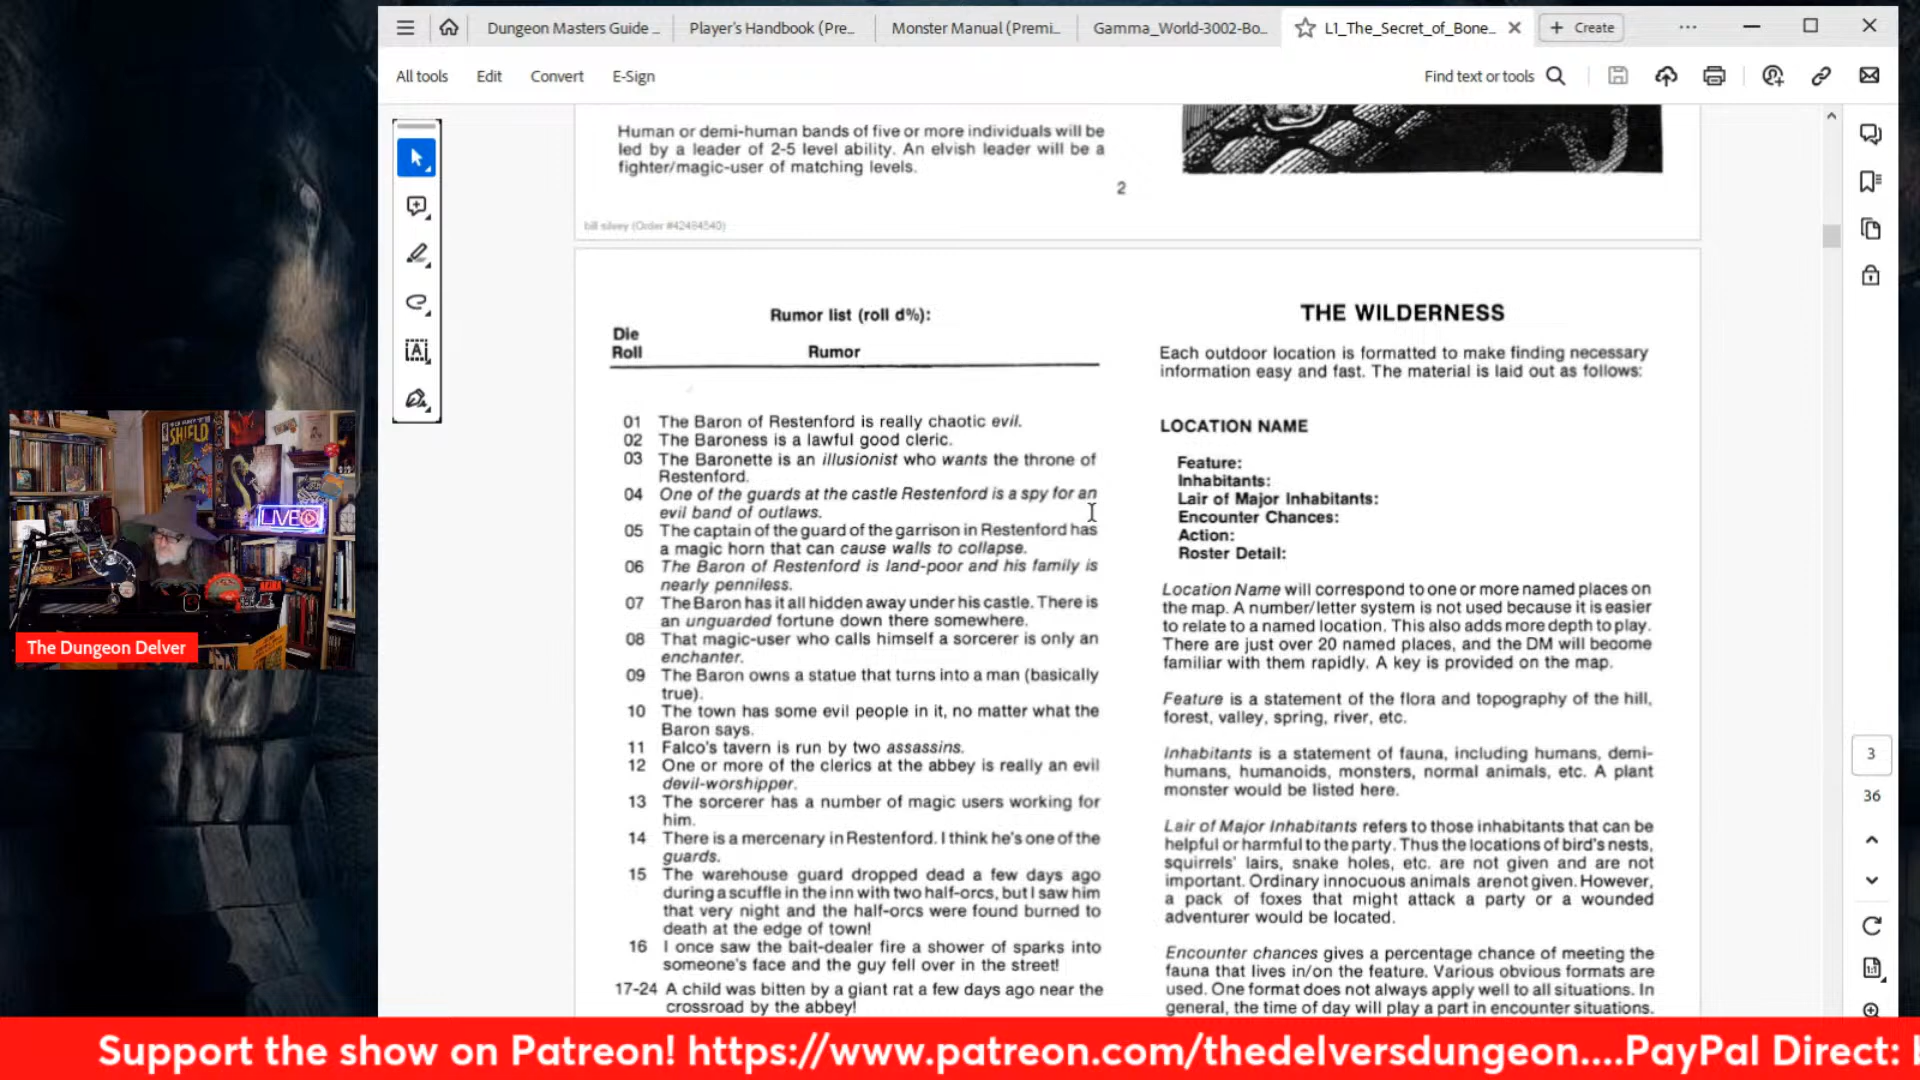 Dungeon Masters Guide ...
Player's Handbook (Pre...
Monster Manual (Premi...
Gamma_World-3002-Bo...
L1_The_Secret_of_Bone...
Create
All tools
Edit
Convert
E-Sign
Find text or tools
Human or demi-human bands of five or more individuals will be
led by a leader of 2-5 level ability. An elvish leader will be a
fighter/magic-user of matching levels.
2
bill silvey (Order #42484540)
Rumor list (roll d%):
Die
Roll
Rumor
01 The Baron of Restenford is really chaotic evil.
02 The Baroness is a lawful good cleric.
03 The Baronette is an illusionist who wants the throne of
Restenford.
04 One of the guards at the castle Restenford is a spy for an
evil band of outlaws.
05 The captain of the guard of the garrison in Restenford has
a magic horn that can cause walls to collapse.
06 The Baron of Restenford is land-poor and his family is
nearly penniless.
07 The Baron has it all hidden away under his castle. There is
an unguarded fortune down there somewhere.
08 That magic-user who calls himself a sorcerer is only an
enchanter.
09 The Baron owns a statue that turns into a man (basically
true).
10 The town has some evil people in it, no matter what the
Baron says.
11 Falco's tavern is run by two assassins.
12 One or more of the clerics at the abbey is really an evil
devil-worshipper.
13 The sorcerer has a number of magic users working for
him.
14 There is a mercenary in Restenford. I think he's one of the
guards.
15 The warehouse guard dropped dead a few days ago
during a scuffle in the inn with two half-orcs, but I saw him
that very night and the half-orcs were found burned to
death at the edge of town!
16 I once saw the bait-dealer fire a shower of sparks into
someone's face and the guy fell over in the street!
17-24 A child was bitten by a giant rat a few days ago near the
crossroad by the abbey!
THE WILDERNESS
Each outdoor location is formatted to make finding necessary
information easy and fast. The material is laid out as follows:
LOCATION NAME
Feature:
Inhabitants:
Lair of Major Inhabitants:
Encounter Chances:
Action:
Roster Detail:
Location Name will correspond to one or more named places on
the map. A number/letter system is not used because it is easier
to relate to a named location. This also adds more depth to play.
There are just over 20 named places, and the DM will become
familiar with them rapidly. A key is provided on the map.
Feature is a statement of the flora and topography of the hill,
forest, valley, spring, river, etc.
Inhabitants is a statement of fauna, including humans, demi-
humans, humanoids, monsters, normal animals, etc. A plant
monster would be listed here.
Lair of Major Inhabitants refers to those inhabitants that can be
helpful or harmful to the party. Thus the locations of bird's nests,
squirrels' lairs, snake holes, etc. are not given and are not
important. Ordinary innocuous animals arenot given. However,
a pack of foxes that might attack a party or a wounded
adventurer would be located.
Encounter chances gives a percentage chance of meeting the
fauna that lives in/on the feature. Various obvious formats are
used. One format does not always apply well to all situations. In
general, the time of day will play a part in encounter situations.
3
36
SHIELD
LIVE
AKIRA
The Dungeon Delver
Support the show on Patreon! https://www.patreon.com/thedelversdungeon....PayPal Direct: